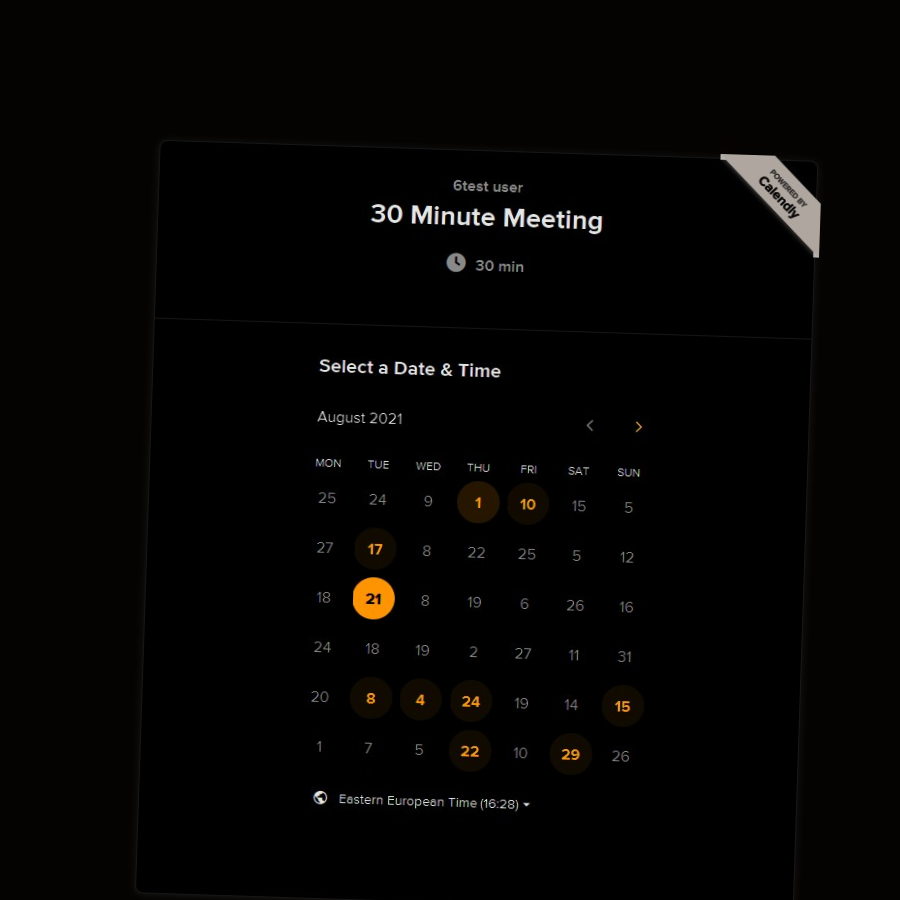 POWERED BY
Calendly
6test user
30 Minute Meeting
30 min
Select a Date & Time
August 2021
MON TUE WED THU FRI SAT SUN
25 24 9 1 10 15 5
27 17 8 22 25 5 12
18 21 8 19 6 26 16
24 18 19 2 27 11 31
20 8 4 24 19 14 15
1 7 5 22 10 29 26
Eastern European Time (16:28)